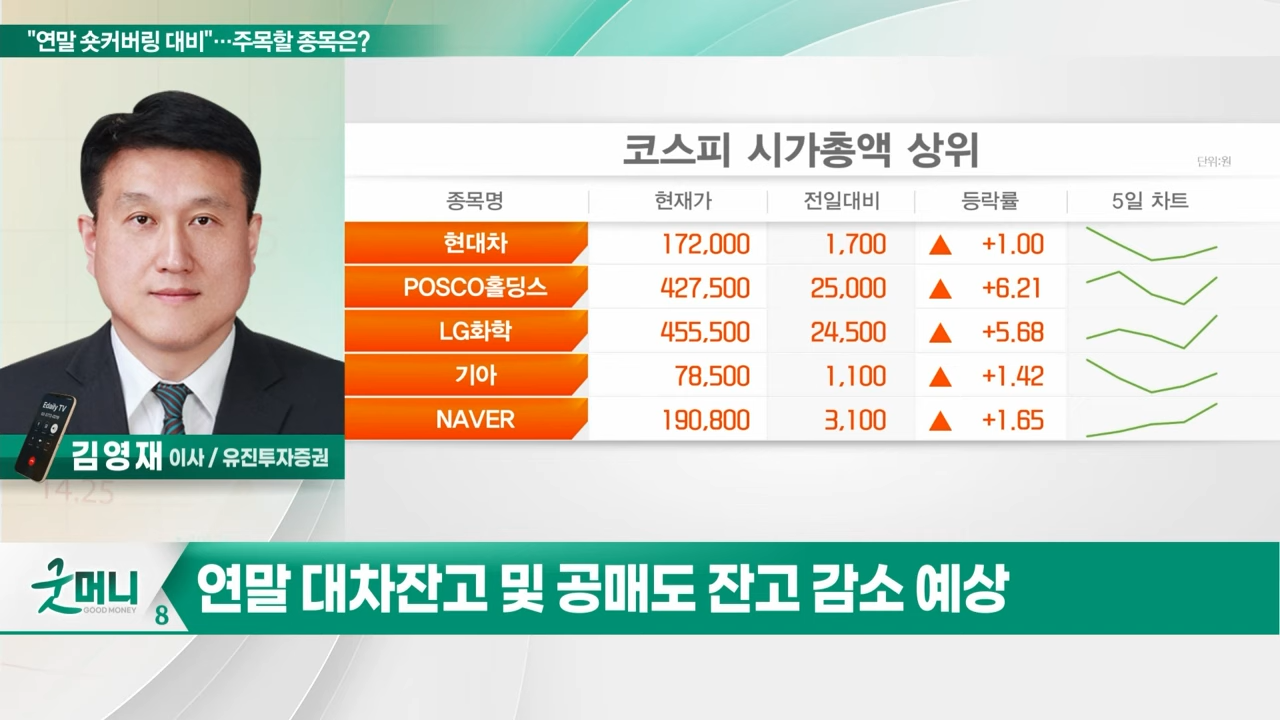 "연말 숏커버링 대비"…주목할 종목은?
코스피 시가총액 상위
단위:원
종목명 현재가 전일대비 등락률 5일 차트
현대차 172,000 1,700 ▲ +1.00
POSCO홀딩스 427,500 25,000 ▲ +6.21
LG화학 455,500 24,500 ▲ +5.68
기아 78,500 1,100 ▲ +1.42
NAVER 190,800 3,100 ▲ +1.65
Edaily TV
김영재 이사 / 유진투자증권
14.25
굿머니
GOOD MONEY
8
연말 대차잔고 및 공매도 잔고 감소 예상